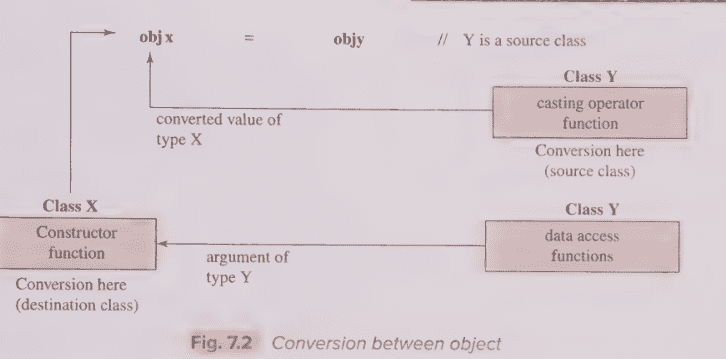 obj x = objy // Y is a source class
Class Y
casting operator
function
converted value of
type X
Conversion here
(source class)
Class X
Class Y
Constructor
function
data access
functions
argument of
type Y
Conversion here
(destination class)
Fig. 7.2 Conversion between object